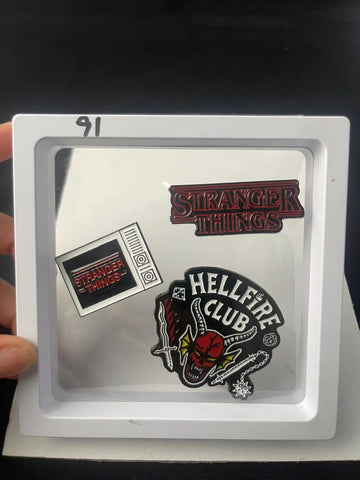 91
STRANGER
THINGS
STRANGER
THINGS
HELLFIRE
CLUB